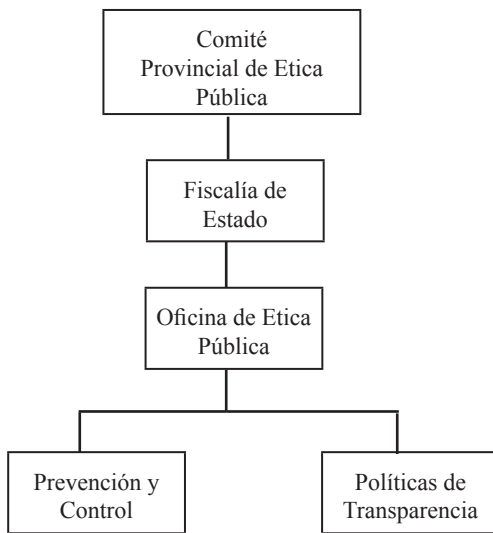 Comité
Provincial de Etica
Pública
Fiscalía de
Estado
Oficina de Etica
Pública
Prevención y
Control
Políticas de
Transparencia